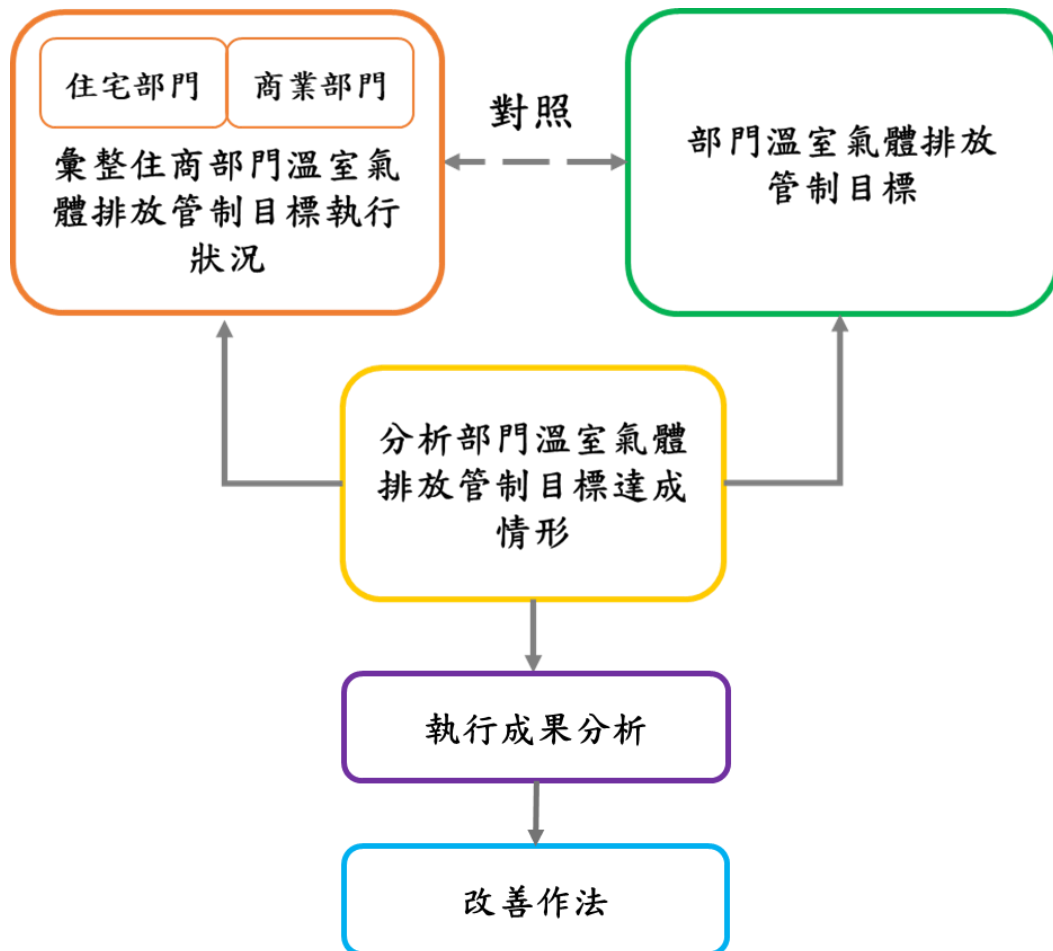 住宅部門
商業部門
彙整住商部門溫室氣
體排放管制目標執行
狀況
對照
部門溫室氣體排放
管制目標
分析部門溫室氣體
排放管制目標達成
情形
執行成果分析
改善作法